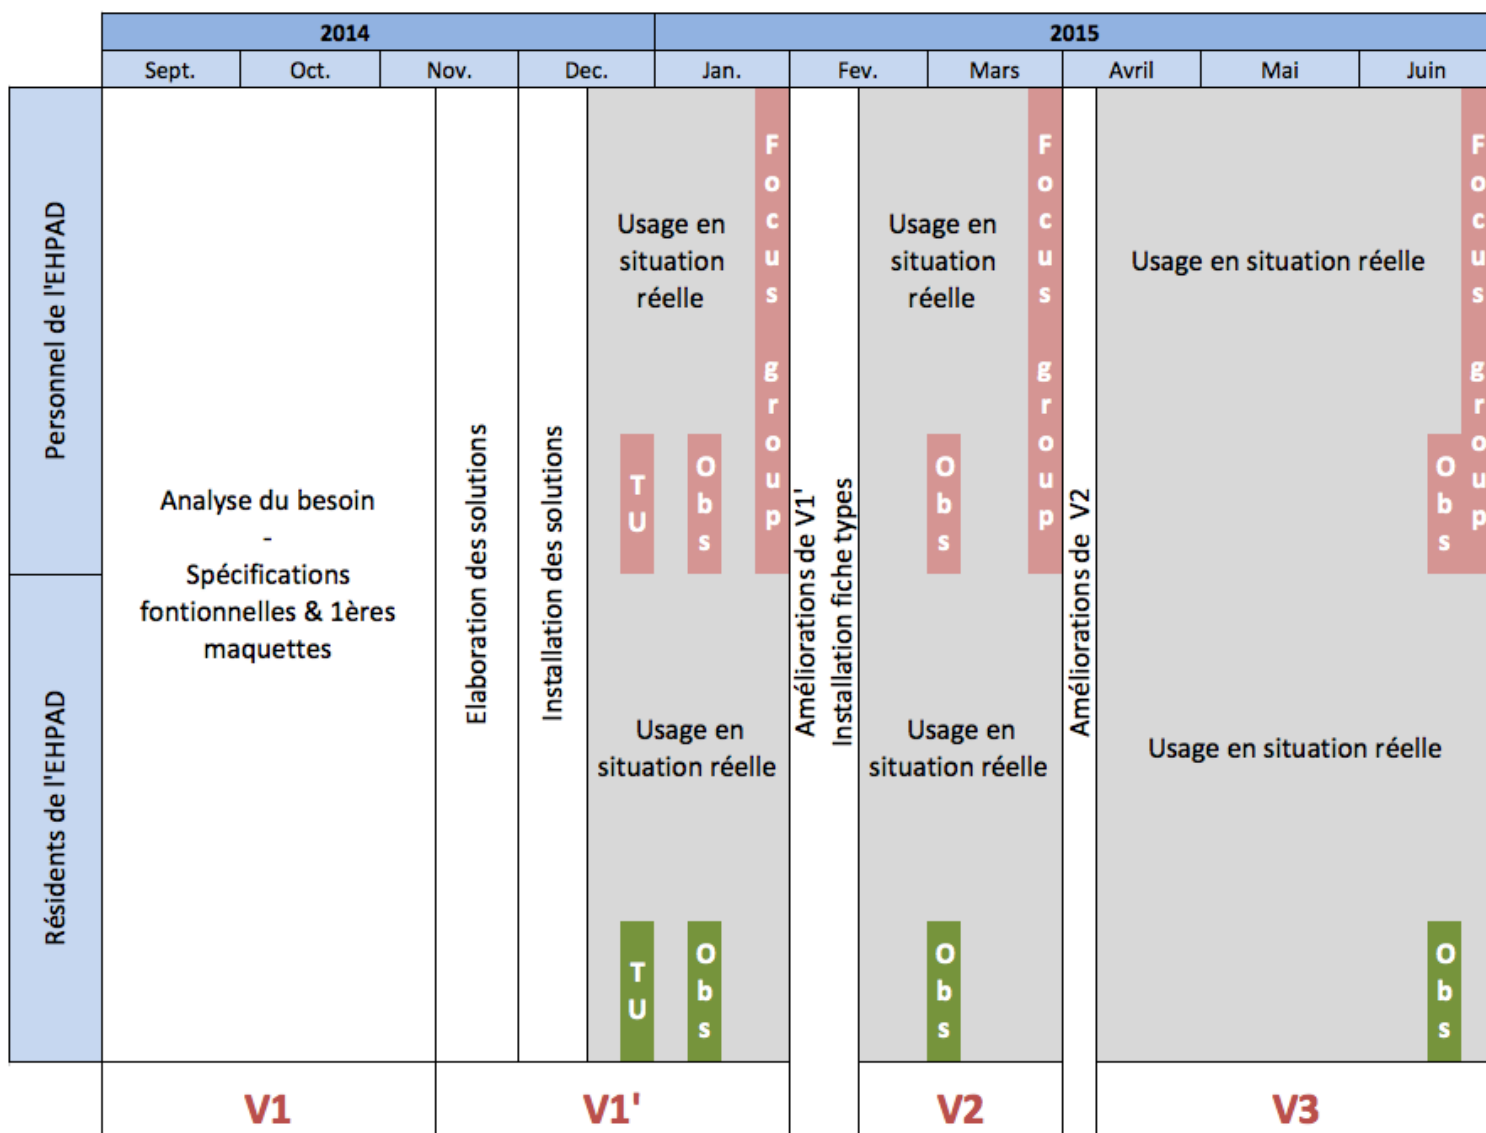 2014
2015
Sept.
Oct.
Nov.
Dec.
Jan.
Fev.
Mars
Avril
Mai
Juin
Personnel de l'EHPAD
Résidents de l'EHPAD
Analyse du besoin
-
Spécifications
fontionnelles & 1ères
maquettes
Elaboration des solutions
Installation des solutions
Usage en
situation
réelle
TU
Obs
Focus group
Usage en
situation réelle
TU
Obs
Améliorations de V1'
Installation fiche types
Usage en
situation
réelle
Obs
Focus group
Usage en
situation réelle
Obs
Améliorations de V2
Usage en situation réelle
Obs
Focus group
Usage en situation réelle
Obs
V1
V1'
V2
V3